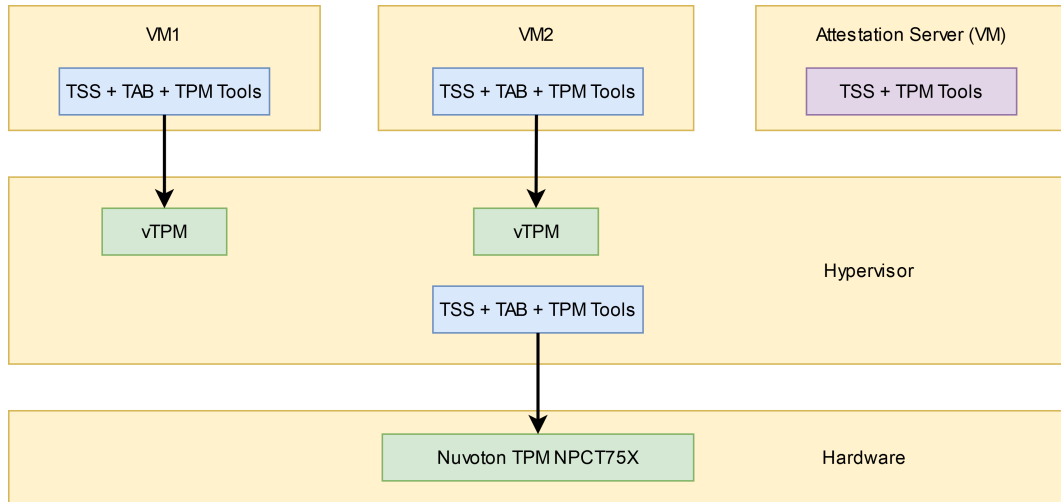 VM1
VM2
Attestation Server (VM)
TSS + TAB + TPM Tools
TSS + TAB + TPM Tools
TSS + TPM Tools
vTPM
vTPM
Hypervisor
TSS + TAB + TPM Tools
Nuvoton TPM NPCT75X
Hardware